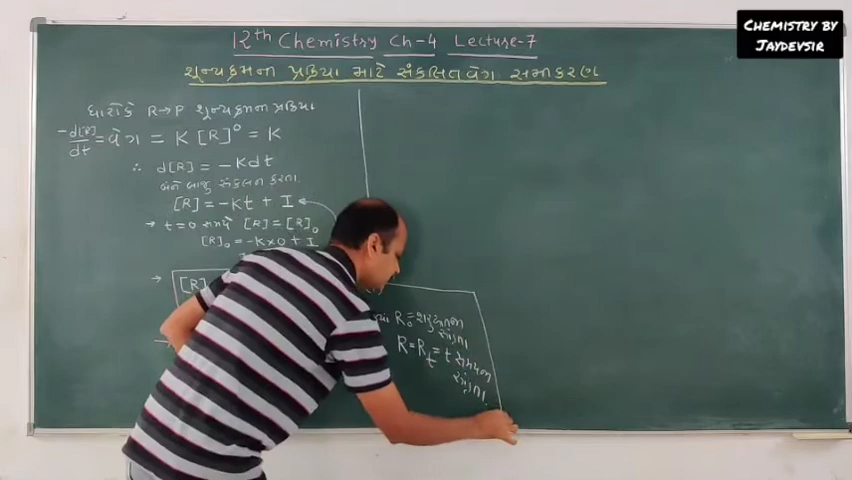 12th Chemistry Ch-4 Lecture-7
CHEMISTRY BY
JAYDEVSIR
શૂન્યક્રમના પ્રક્રિયા માટે સંકલિત વેગ સમીકરણ
ધારોકે R→P શૂન્યક્રમની પ્રક્રિયા
-d[R]/dt = વેગ = K [R]⁰ = K
∴ d[R] = -Kdt
બંને બાજુ સંકલન કરતા
[R] = -Kt + I
→ t=0 સમયે [R] = [R]₀
[R]₀ = -K×0 + I
→ [R]
R₀ = શરુઆતની
સાંદ્રતા
R = Rt = t સમયની
સાંદ્રતા